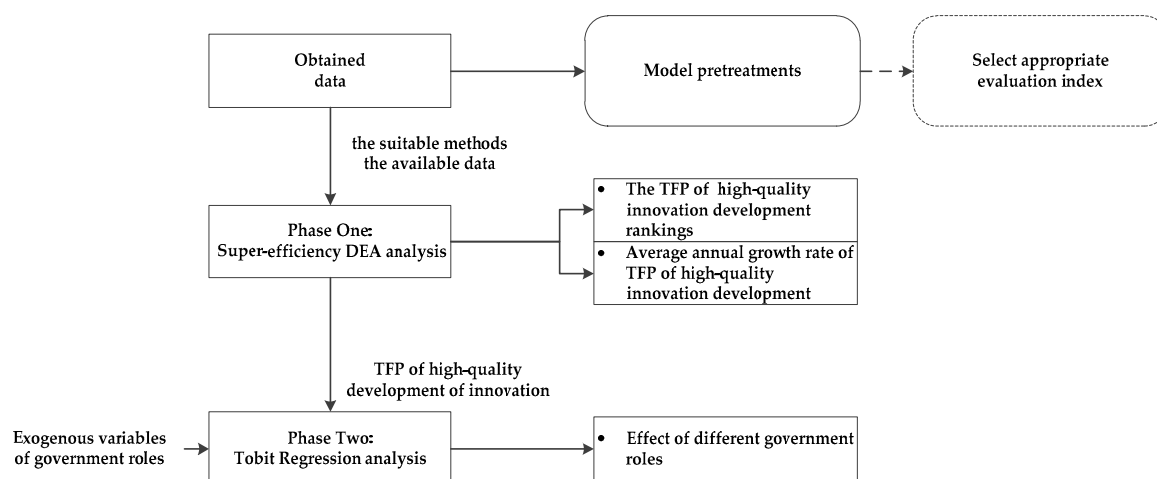 Obtained
data
Model pretreatments
Select appropriate
evaluation index
the suitable methods
the available data
Phase One:
Super-efficiency DEA analysis
• The TFP of high-quality
innovation development
rankings
• Average annual growth rate of
TFP of high-quality
innovation development
TFP of high-quality
development of innovation
Exogenous variables
of government roles
Phase Two:
Tobit Regression analysis
• Effect of different government
roles